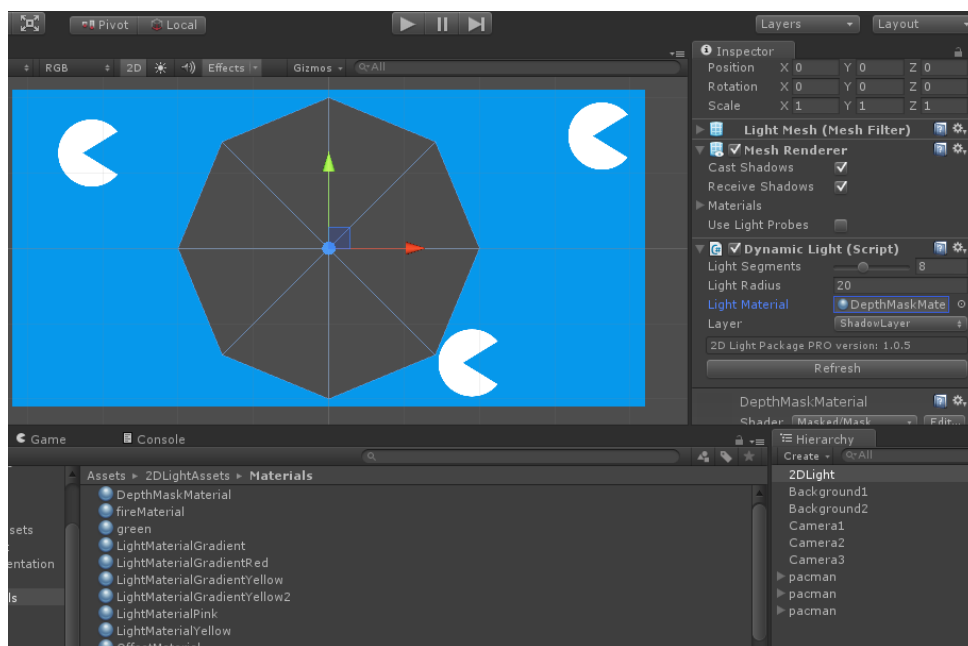 Pivot Local Layers Layout
RGB 2D Effects Gizmos All
Inspector
Position X 0 Y 0 Z 0
Rotation X 0 Y 0 Z 0
Scale X 1 Y 1 Z 1
Light Mesh (Mesh Filter)
Mesh Renderer
Cast Shadows
Receive Shadows
Materials
Use Light Probes
Dynamic Light (Script)
Light Segments 8
Light Radius 20
Light Material DepthMaskMate
Layer ShadowLayer
2D Light Package PRO version: 1.0.5
Refresh
DepthMaskMaterial
Shader Masked/Mask Edit...
Game Console
Assets ▸ 2DLightAssets ▸ Materials
DepthMaskMaterial
fireMaterial
green
LightMaterialGradient
LightMaterialGradientRed
LightMaterialGradientYellow
LightMaterialGradientYellow2
LightMaterialPink
LightMaterialYellow
sets
entation
ls
Hierarchy
Create All
2DLight
Background1
Background2
Camera1
Camera2
Camera3
pacman
pacman
pacman